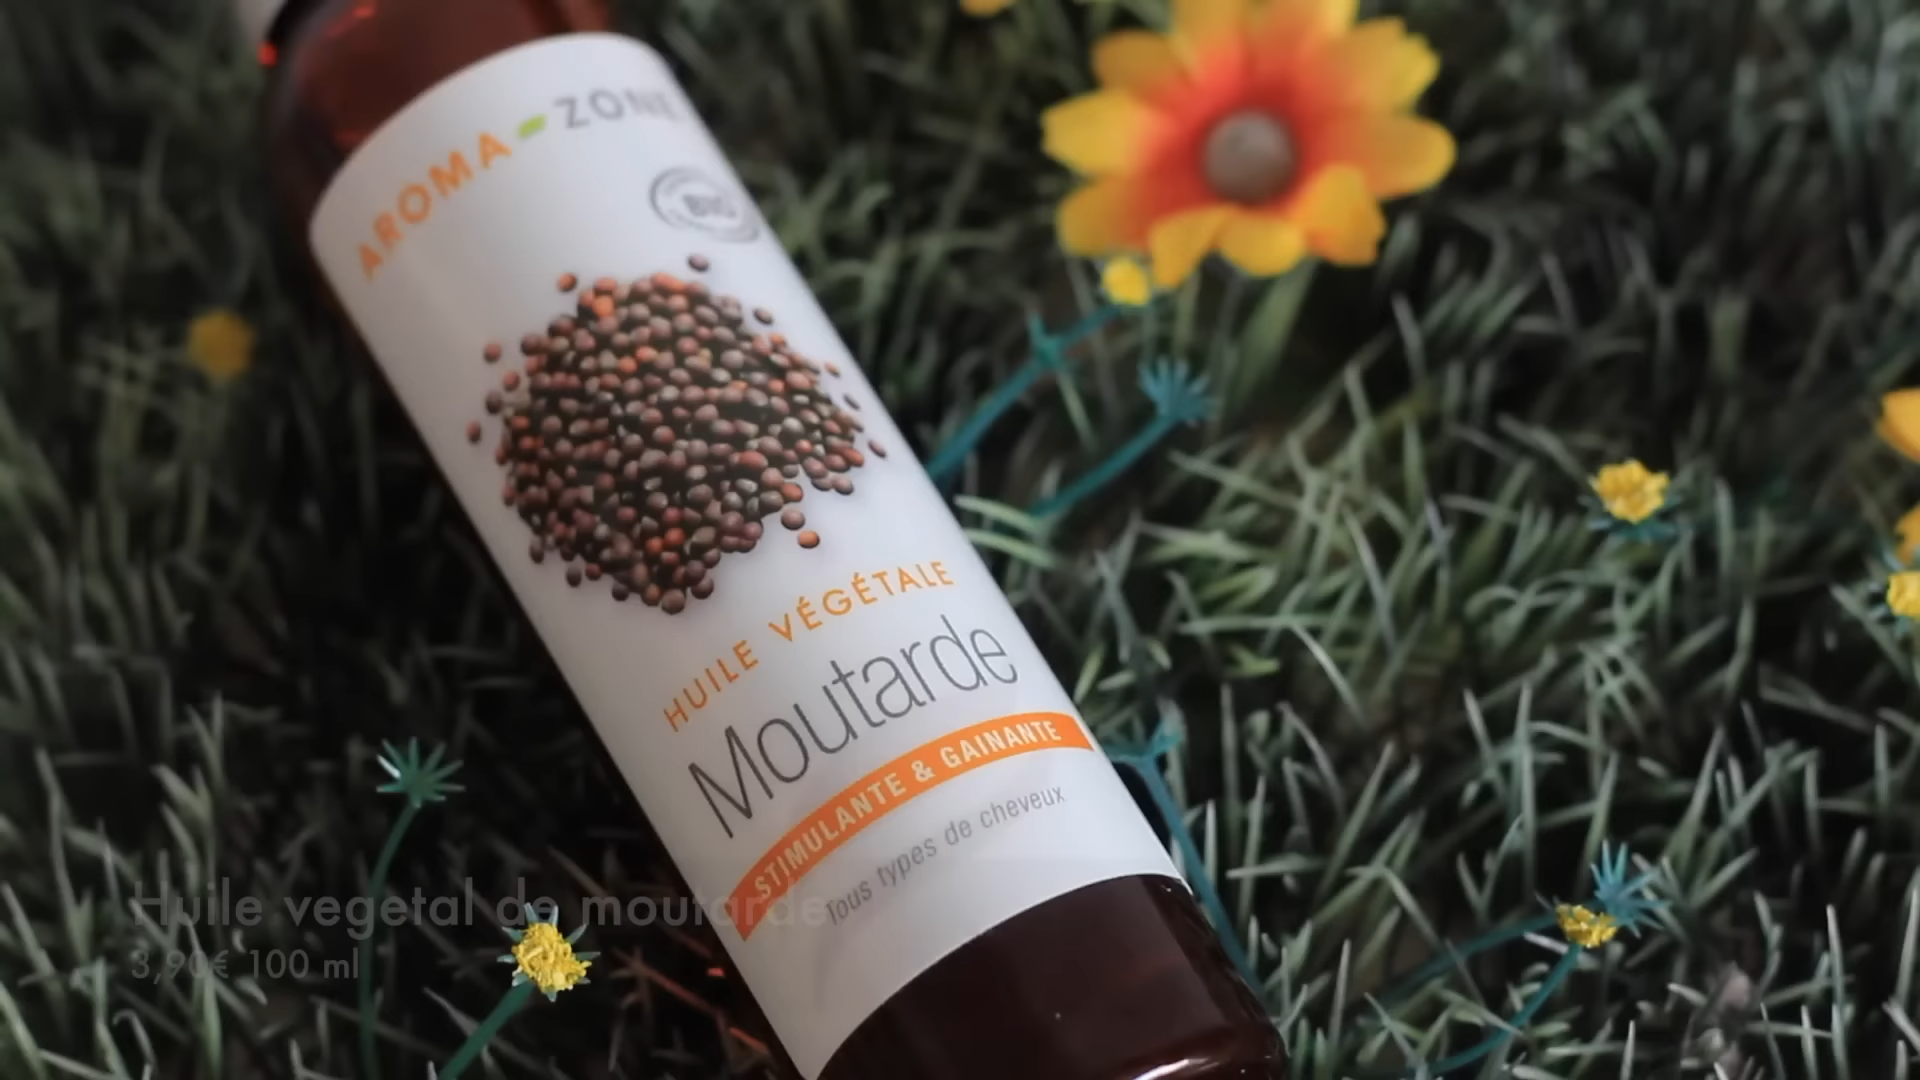 AROMA-ZONE
BIO
HUILE VÉGÉTALE
Moutarde
STIMULANTE & GAINANTE
Tous types de cheveux
Huile vegetal de moutarde
3,90€ 100 ml